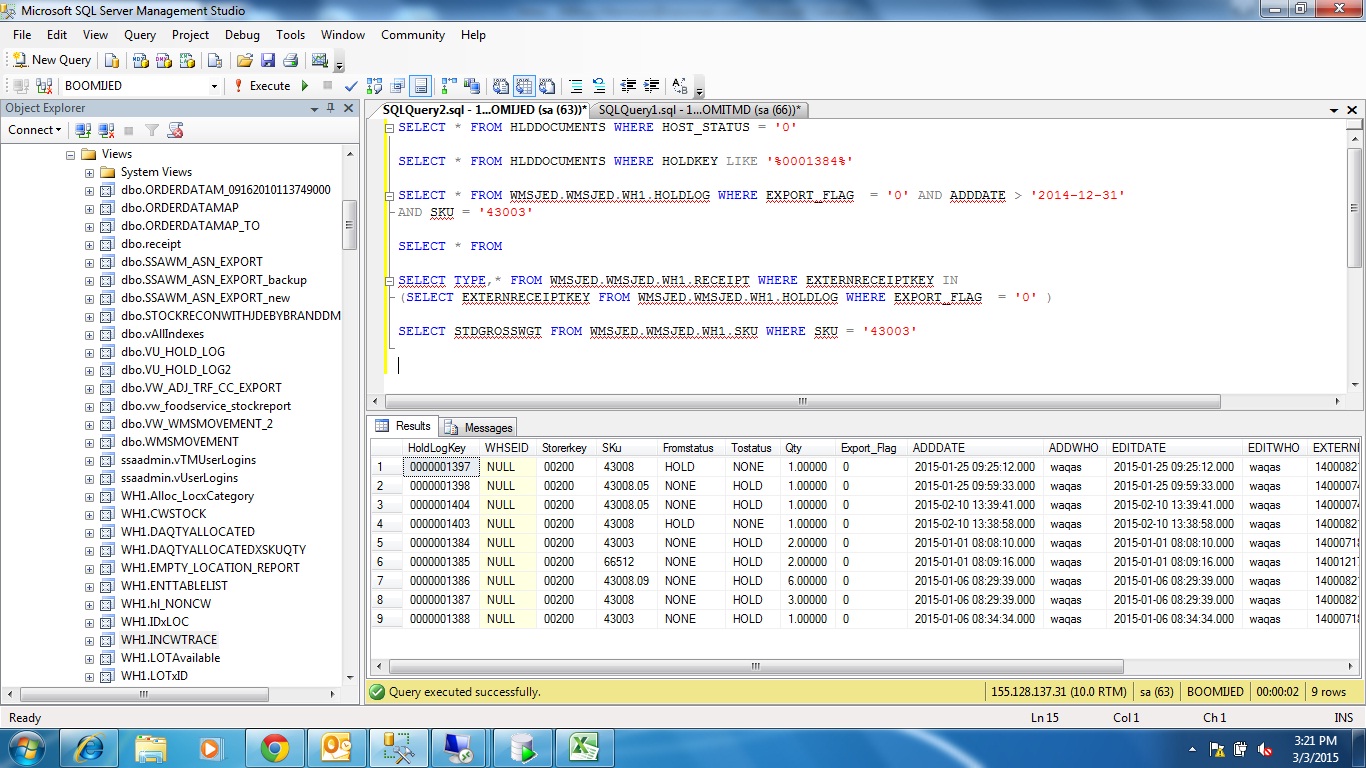 Microsoft SQL Server Management Studio
File Edit View Query Project Debug Tools Window Community Help
New Query
BOOMIJED Execute
Object Explorer
Connect
Views
System Views
dbo.ORDERDATAM_09162010113749000
dbo.ORDERDATAMAP
dbo.ORDERDATAMAP_TO
dbo.receipt
dbo.SSAWM_ASN_EXPORT
dbo.SSAWM_ASN_EXPORT_backup
dbo.SSAWM_ASN_EXPORT_new
dbo.STOCKRECONWITHJDEBYBRANDDM
dbo.vAllIndexes
dbo.VU_HOLD_LOG
dbo.VU_HOLD_LOG2
dbo.VW_ADJ_TRF_CC_EXPORT
dbo.vw_foodservice_stockreport
dbo.VW_WMSMOVEMENT_2
dbo.WMSMOVEMENT
ssaadmin.vTMUserLogins
ssaadmin.vUserLogins
WH1.Alloc_LocxCategory
WH1.CWSTOCK
WH1.DAQTYALLOCATED
WH1.DAQTYALLOCATEDXSKUQTY
WH1.EMPTY_LOCATION_REPORT
WH1.ENTTABLELIST
WH1.hl_NONCW
WH1.IDxLOC
WH1.INCWTRACE
WH1.LOTAvailable
WH1.LOTxID
SQLQuery2.sql - 1...OMIJED (sa (63))* SQLQuery1.sql - 1...OMITMD (sa (66))*
SELECT * FROM HLDDOCUMENTS WHERE HOST_STATUS = '0'
SELECT * FROM HLDDOCUMENTS WHERE HOLDKEY LIKE '%0001384%'
SELECT * FROM WMSJED.WMSJED.WH1.HOLDLOG WHERE EXPORT_FLAG = '0' AND ADDDATE > '2014-12-31'
AND SKU = '43003'
SELECT * FROM
SELECT TYPE,* FROM WMSJED.WMSJED.WH1.RECEIPT WHERE EXTERNRECEIPTKEY IN
(SELECT EXTERNRECEIPTKEY FROM WMSJED.WMSJED.WH1.HOLDLOG WHERE EXPORT_FLAG = '0' )
SELECT STDGROSSWGT FROM WMSJED.WMSJED.WH1.SKU WHERE SKU = '43003'
Results Messages
HoldLogKey WHSEID Storerkey SKu Fromstatus Tostatus Qty Export_Flag ADDDATE ADDWHO EDITDATE EDITWHO EXTERNI
1 0000001397 NULL 00200 43008 HOLD NONE 1.00000 0 2015-01-25 09:25:12.000 waqas 2015-01-25 09:25:12.000 waqas 1400082
2 0000001398 NULL 00200 43008.05 NONE HOLD 1.00000 0 2015-01-25 09:59:33.000 waqas 2015-01-25 09:59:33.000 waqas 1400074
3 0000001404 NULL 00200 43008.05 NONE HOLD 1.00000 0 2015-02-10 13:39:41.000 waqas 2015-02-10 13:39:41.000 waqas 1400074
4 0000001403 NULL 00200 43008 HOLD NONE 1.00000 0 2015-02-10 13:38:58.000 waqas 2015-02-10 13:38:58.000 waqas 1400082
5 0000001384 NULL 00200 43003 NONE HOLD 2.00000 0 2015-01-01 08:08:10.000 waqas 2015-01-01 08:08:10.000 waqas 1400071
6 0000001385 NULL 00200 66512 NONE HOLD 2.00000 0 2015-01-01 08:09:16.000 waqas 2015-01-01 08:09:16.000 waqas 1400121
7 0000001386 NULL 00200 43008.09 NONE HOLD 6.00000 0 2015-01-06 08:29:39.000 waqas 2015-01-06 08:29:39.000 waqas 1400082
8 0000001387 NULL 00200 43008 NONE HOLD 3.00000 0 2015-01-06 08:29:39.000 waqas 2015-01-06 08:29:39.000 waqas 1400082
9 0000001388 NULL 00200 43003 NONE HOLD 1.00000 0 2015-01-06 08:34:34.000 waqas 2015-01-06 08:34:34.000 waqas 1400071
Query executed successfully. 155.128.137.31 (10.0 RTM) sa (63) BOOMIJED 00:00:02 9 rows
Ready Ln 15 Col 1 Ch 1 INS
3:21 PM
3/3/2015